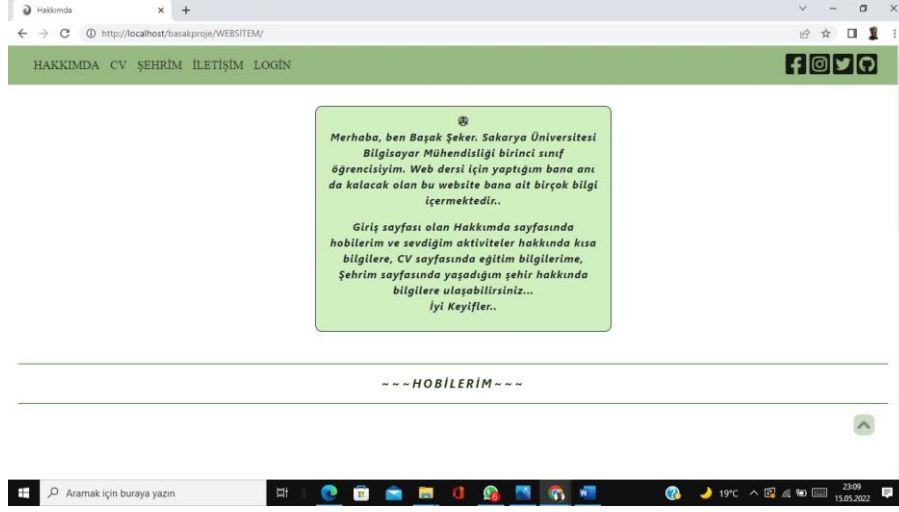 Hakkımda
http://localhost/basakproje/WEBSİTEM/
HAKKIMDA CV ŞEHRİM İLETİŞİM LOGİN
Merhaba, ben Başak Şeker. Sakarya Üniversitesi
Bilgisayar Mühendisliği birinci sınıf
öğrencisiyim. Web dersi için yaptığım bana anı
da kalacak olan bu website bana ait birçok bilgi
içermektedir..
Giriş sayfası olan Hakkımda sayfasında
hobilerim ve sevdiğim aktiviteler hakkında kısa
bilgilere, CV sayfasında eğitim bilgilerime,
Şehrim sayfasında yaşadığım şehir hakkında
bilgilere ulaşabilirsiniz...
İyi Keyifler..
~~~HOBİLERİM~~~
Aramak için buraya yazın
19°C
23:09
15.05.2022